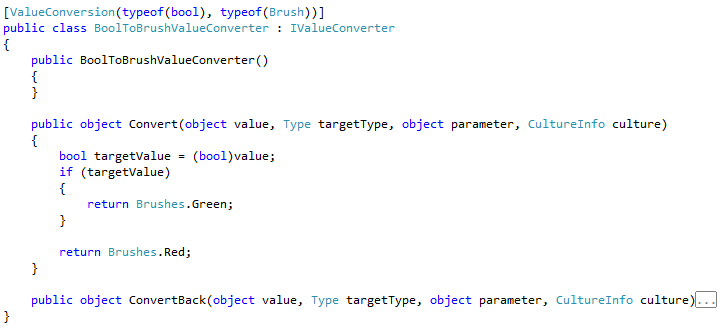 [ValueConversion(typeof(bool), typeof(Brush))]
public class BoolToBrushValueConverter : IValueConverter
{
    public BoolToBrushValueConverter()
    {
    }

    public object Convert(object value, Type targetType, object parameter, CultureInfo culture)
    {
        bool targetValue = (bool)value;
        if (targetValue)
        {
            return Brushes.Green;
        }

        return Brushes.Red;
    }

    public object ConvertBack(object value, Type targetType, object parameter, CultureInfo culture)...
}